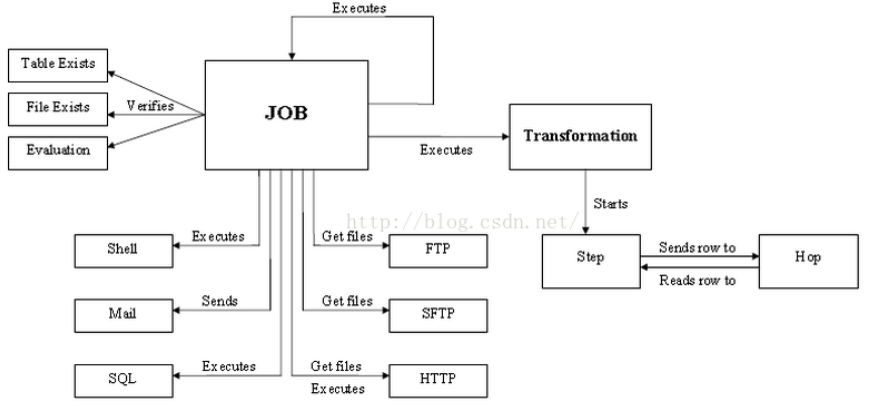 Executes
Table Exists
File Exists
Verifies
Evaluation
JOB
Executes
Transformation
Starts
http://blog.csdn.net/
Shell
Executes
Get files
FTP
Step
Sends row to
Reads row to
Hop
Mail
Sends
Get files
SFTP
SQL
Executes
Get files
Executes
HTTP